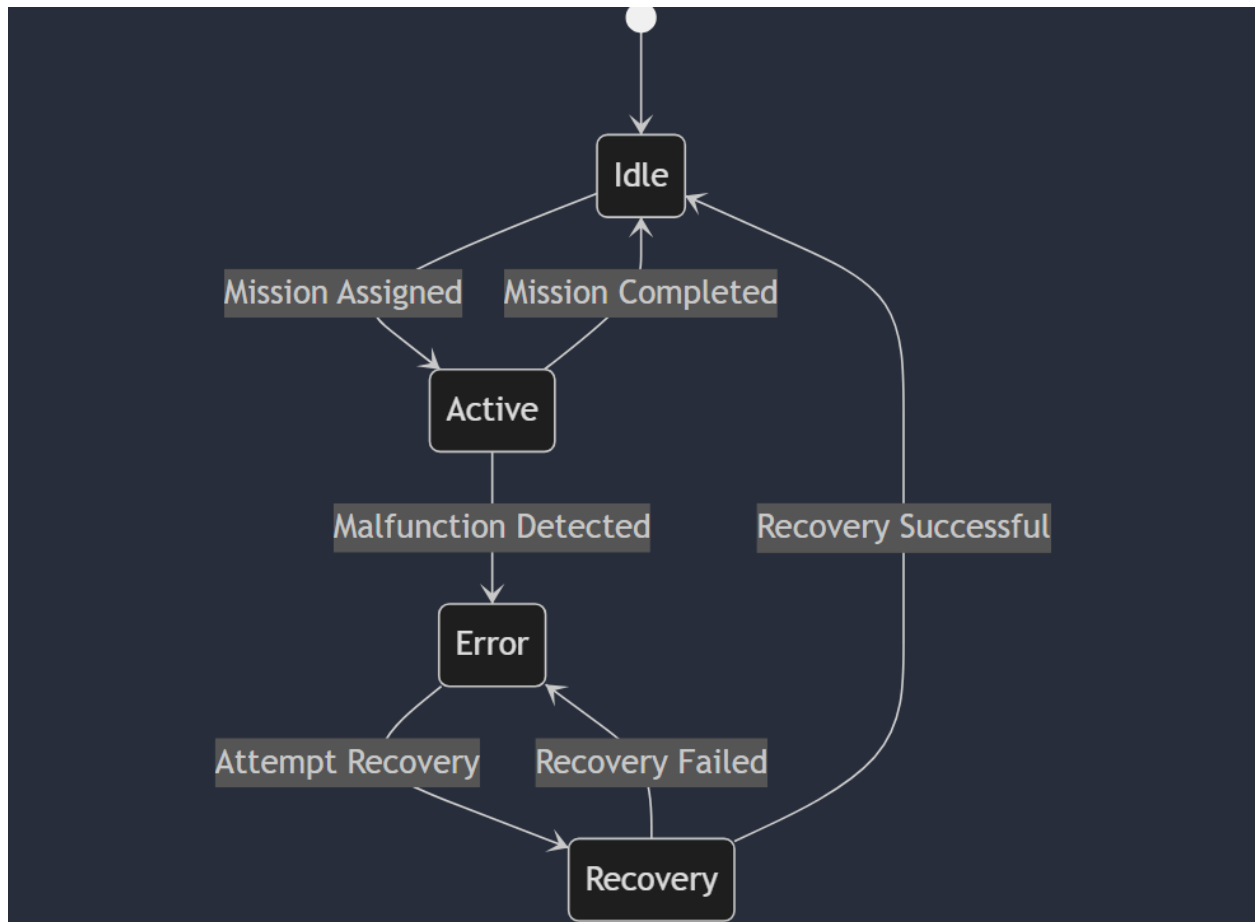 Idle
Mission Assigned
Mission Completed
Active
Malfunction Detected
Recovery Successful
Error
Attempt Recovery
Recovery Failed
Recovery